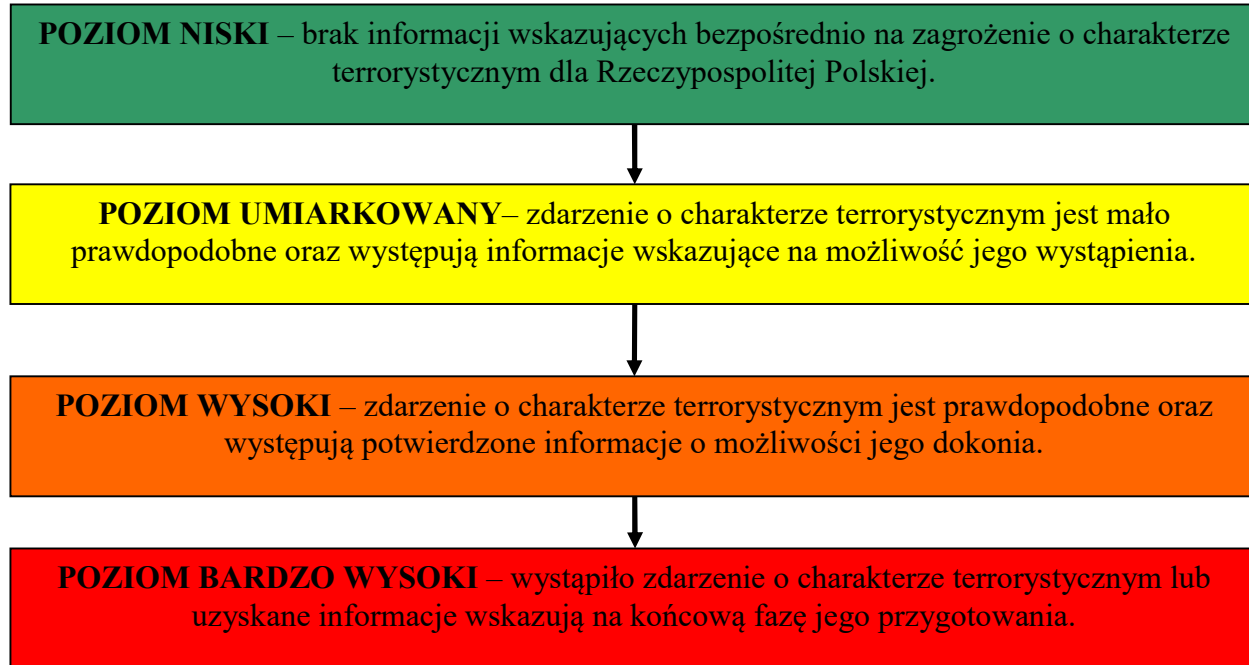 POZIOM NISKI – brak informacji wskazujących bezpośrednio na zagrożenie o charakterze
terrorystycznym dla Rzeczypospolitej Polskiej.
POZIOM UMIARKOWANY– zdarzenie o charakterze terrorystycznym jest mało
prawdopodobne oraz występują informacje wskazujące na możliwość jego wystąpienia.
POZIOM WYSOKI – zdarzenie o charakterze terrorystycznym jest prawdopodobne oraz
występują potwierdzone informacje o możliwości jego dokonia.
POZIOM BARDZO WYSOKI – wystąpiło zdarzenie o charakterze terrorystycznym lub
uzyskane informacje wskazują na końcową fazę jego przygotowania.